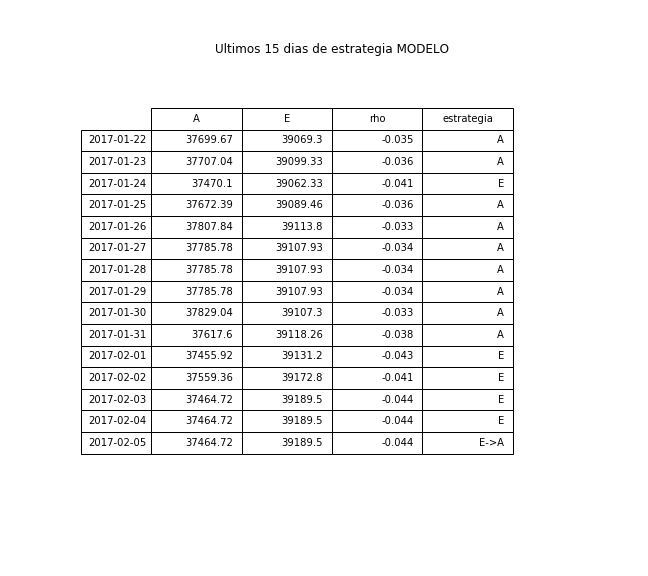 Ultimos 15 dias de estrategia MODELO
A E rho estrategia
2017-01-22 37699.67 39069.3 -0.035 A
2017-01-23 37707.04 39099.33 -0.036 A
2017-01-24 37470.1 39062.33 -0.041 E
2017-01-25 37672.39 39089.46 -0.036 A
2017-01-26 37807.84 39113.8 -0.033 A
2017-01-27 37785.78 39107.93 -0.034 A
2017-01-28 37785.78 39107.93 -0.034 A
2017-01-29 37785.78 39107.93 -0.034 A
2017-01-30 37829.04 39107.3 -0.033 A
2017-01-31 37617.6 39118.26 -0.038 A
2017-02-01 37455.92 39131.2 -0.043 E
2017-02-02 37559.36 39172.8 -0.041 E
2017-02-03 37464.72 39189.5 -0.044 E
2017-02-04 37464.72 39189.5 -0.044 E
2017-02-05 37464.72 39189.5 -0.044 E->A